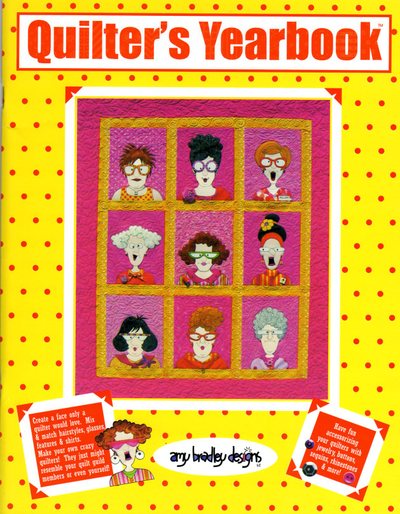 Quilter's Yearbook™
Create a face only a
quilter would love. Mix
& match hairstyles, glasses,
features & shirts.
Make your own crazy
quilters! They just might
resemble your quilt guild
members or even yourself!
amy bradley designs
Have fun
accessorizing
your quilters with
jewelry, buttons,
sequins, rhinestones
& more!